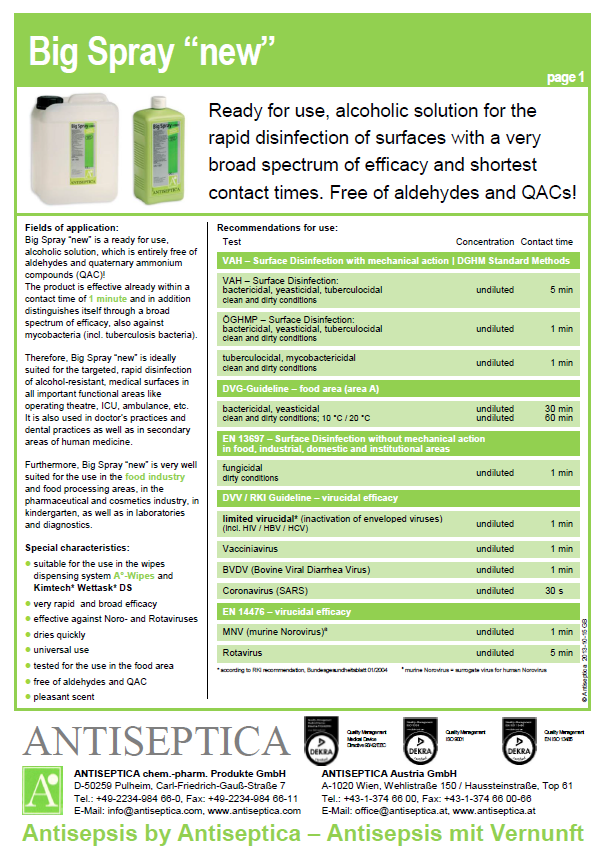 Big Spray “new”
page 1
Big Spray “new”
ANTISEPTICA
Ready for use, alcoholic solution for the
rapid disinfection of surfaces with a very
broad spectrum of efficacy and shortest
contact times. Free of aldehydes and QACs!
Fields of application:
Big Spray “new” is a ready for use,
alcoholic solution, which is entirely free of
aldehydes and quaternary ammonium
compounds (QAC)!
The product is effective already within a
contact time of 1 minute and in addition
distinguishes itself through a broad
spectrum of efficacy, also against
mycobacteria (incl. tuberculosis bacteria).
Therefore, Big Spray “new” is ideally
suited for the targeted, rapid disinfection
of alcohol-resistant, medical surfaces in
all important functional areas like
operating theatre, ICU, ambulance, etc.
It is also used in doctor's practices and
dental practices as well as in secondary
areas of human medicine.
Furthermore, Big Spray “new” is very well
suited for the use in the food industry
and food processing areas, in the
pharmaceutical and cosmetics industry, in
kindergarten, as well as in laboratories
and diagnostics.
Special characteristics:
● suitable for the use in the wipes
dispensing system A*-Wipes and
Kimtech* Wettask* DS
● very rapid and broad efficacy
● effective against Noro- and Rotaviruses
● dries quickly
● universal use
● tested for the use in the food area
● free of aldehydes and QAC
● pleasant scent
Recommendations for use:
Test Concentration Contact time
VAH – Surface Disinfection with mechanical action | DGHM Standard Methods
VAH – Surface Disinfection:
bactericidal, yeasticidal, tuberculocidal undiluted 5 min
clean and dirty conditions
ÖGHMP – Surface Disinfection:
bactericidal, yeasticidal, tuberculocidal undiluted 1 min
clean and dirty conditions
tuberculocidal, mycobactericidal undiluted 1 min
clean and dirty conditions
DVG-Guideline – food area (area A)
bactericidal, yeasticidal undiluted 30 min
clean and dirty conditions; 10 °C / 20 °C undiluted 60 min
EN 13697 – Surface Disinfection without mechanical action
in food, industrial, domestic and institutional areas
fungicidal undiluted 1 min
dirty conditions
DVV / RKI Guideline – virucidal efficacy
limited virucidal* (inactivation of enveloped viruses) undiluted 1 min
(incl. HIV / HBV / HCV)
Vacciniavirus undiluted 1 min
BVDV (Bovine Viral Diarrhea Virus) undiluted 1 min
Coronavirus (SARS) undiluted 30 s
EN 14476 – virucidal efficacy
MNV (murine Norovirus)ª undiluted 1 min
Rotavirus undiluted 5 min
* according to RKI recommendation, Bundesgesundheitsblatt 01/2004 ª murine Norovirus = surrogate virus for human Norovirus
© Antiseptica 2013-10-15 GB
ANTISEPTICA
DEKRA
Quality Management
Medical Device
Directive 93/42/EEC
DEKRA
Quality Management
ISO 9001
DEKRA
Quality Management
EN ISO 13485
A
ANTISEPTICA chem.-pharm. Produkte GmbH
D-50259 Pulheim, Carl-Friedrich-Gauß-Straße 7
Tel.: +49-2234-984 66-0, Fax: +49-2234-984 66-11
E-Mail: info@antiseptica.com, www.antiseptica.com
ANTISEPTICA Austria GmbH
A-1020 Wien, Wehlistraße 150 / Haussteinstraße, Top 61
Tel.: +43-1-374 66 00, Fax: +43-1-374 66 00-66
E-Mail: office@antiseptica.at, www.antiseptica.at
Antisepsis by Antiseptica – Antisepsis mit Vernunft